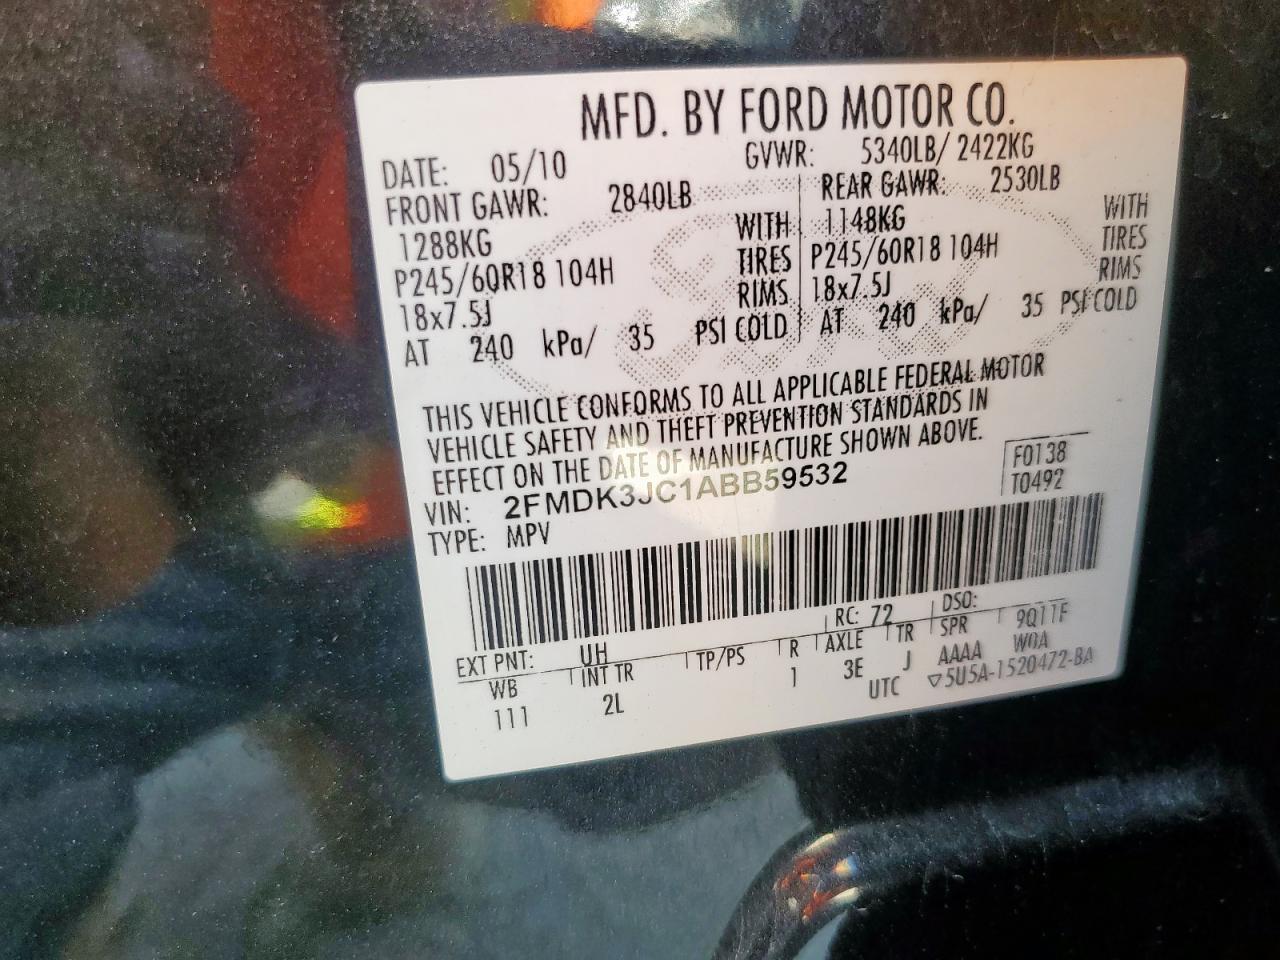 MFD. BY FORD MOTOR CO.
DATE: 05/10 GVWR: 5340LB/ 2422KG
FRONT GAWR: 2840LB REAR GAWR: 2530LB
1288KG WITH 1148KG WITH
P245/60R18 104H TIRES P245/60R18 104H TIRES
18x7.5J RIMS 18x7.5J RIMS
AT 240 kPa/ 35 PSI COLD AT 240 kPa/ 35 PSI COLD
THIS VEHICLE CONFORMS TO ALL APPLICABLE FEDERAL MOTOR
VEHICLE SAFETY AND THEFT PREVENTION STANDARDS IN
EFFECT ON THE DATE OF MANUFACTURE SHOWN ABOVE.
VIN: 2FMDK3JC1ABB59532 F0138
TYPE: MPV T0492
EXT PNT: UH RC: 72 DSO:
WB INT TR TP/PS R AXLE TR SPR 9Q11F
111 2L 1 3E J AAAA W0A
UTC ▽5U5A-1520472-BA